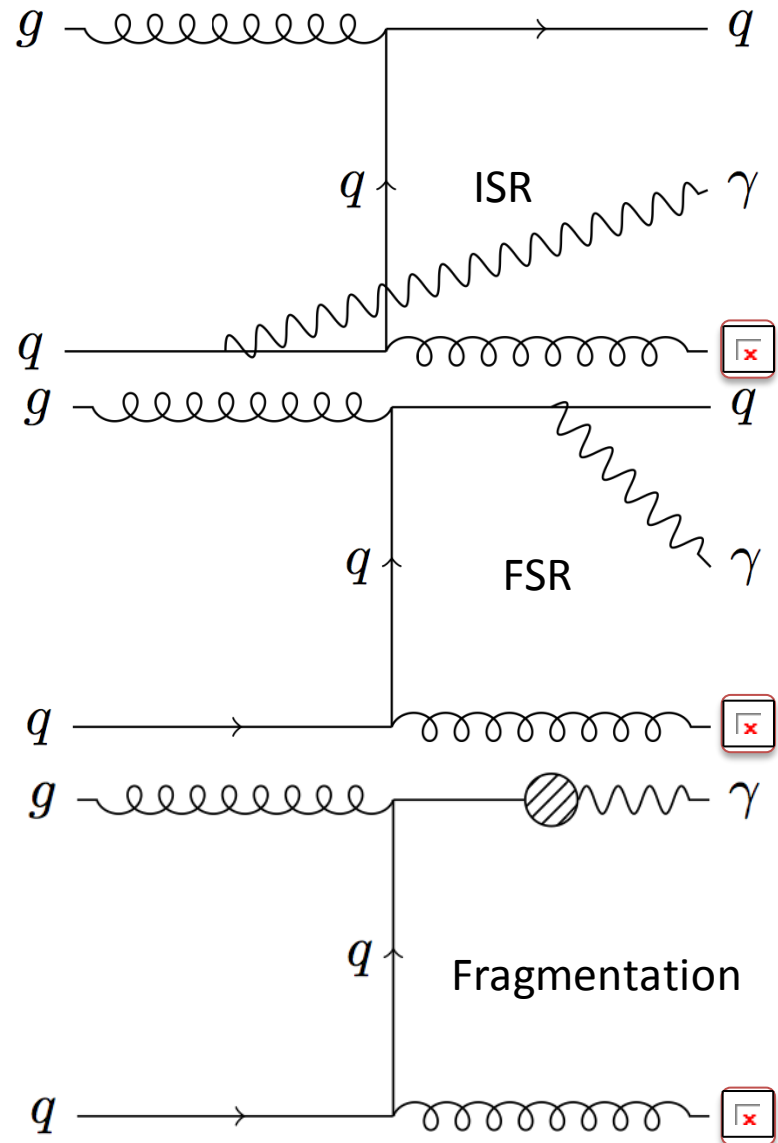 g q
q ISR γ
q
g q
q FSR γ
q
g γ
q Fragmentation
q